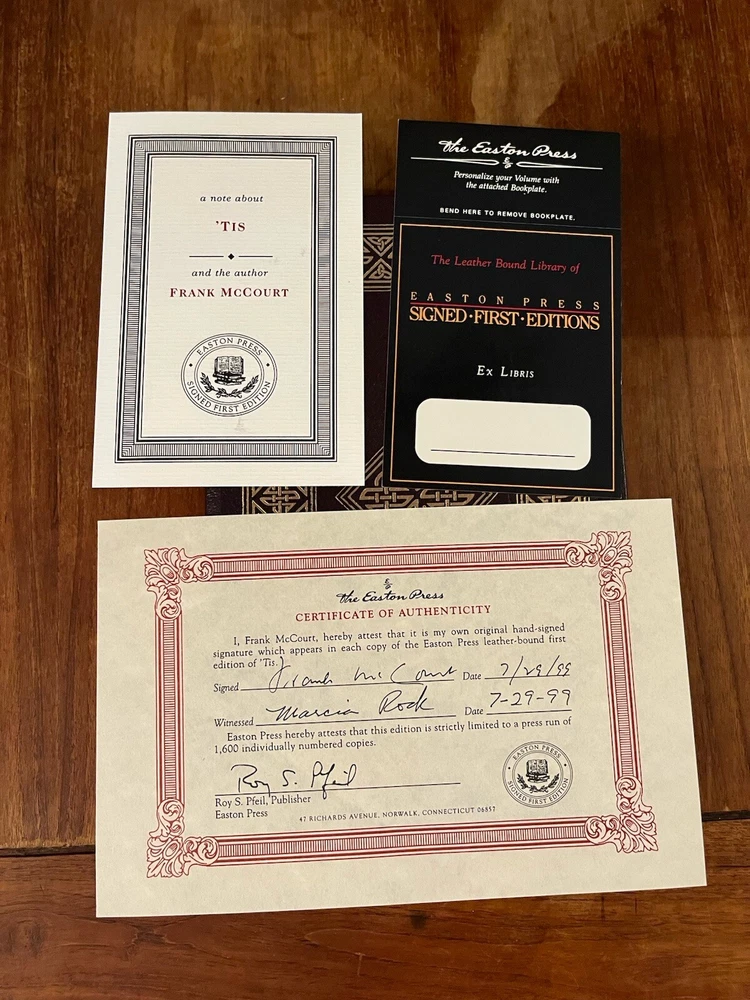 a note about
'TIS
and the author
FRANK MCCOURT
EASTON PRESS
SIGNED FIRST EDITION
The Easton Press
Personalize your Volume with
the attached Bookplate.
BEND HERE TO REMOVE BOOKPLATE.
The Leather Bound Library of
EASTON PRESS
SIGNED·FIRST·EDITIONS
EX LIBRIS
The Easton Press
CERTIFICATE OF AUTHENTICITY
I, Frank McCourt, hereby attest that it is my own original hand-signed
signature which appears in each copy of the Easton Press leather-bound first
edition of 'Tis.
Signed Frank McCourt Date 7/29/99
Witnessed Marcia Rock Date 7-29-99
Easton Press hereby attests that this edition is strictly limited to a press run of
1,600 individually numbered copies.
Roy S. Pfeil
Roy S. Pfeil, Publisher
Easton Press
47 RICHARDS AVENUE, NORWALK, CONNECTICUT 06857
EASTON PRESS
SIGNED FIRST EDITION